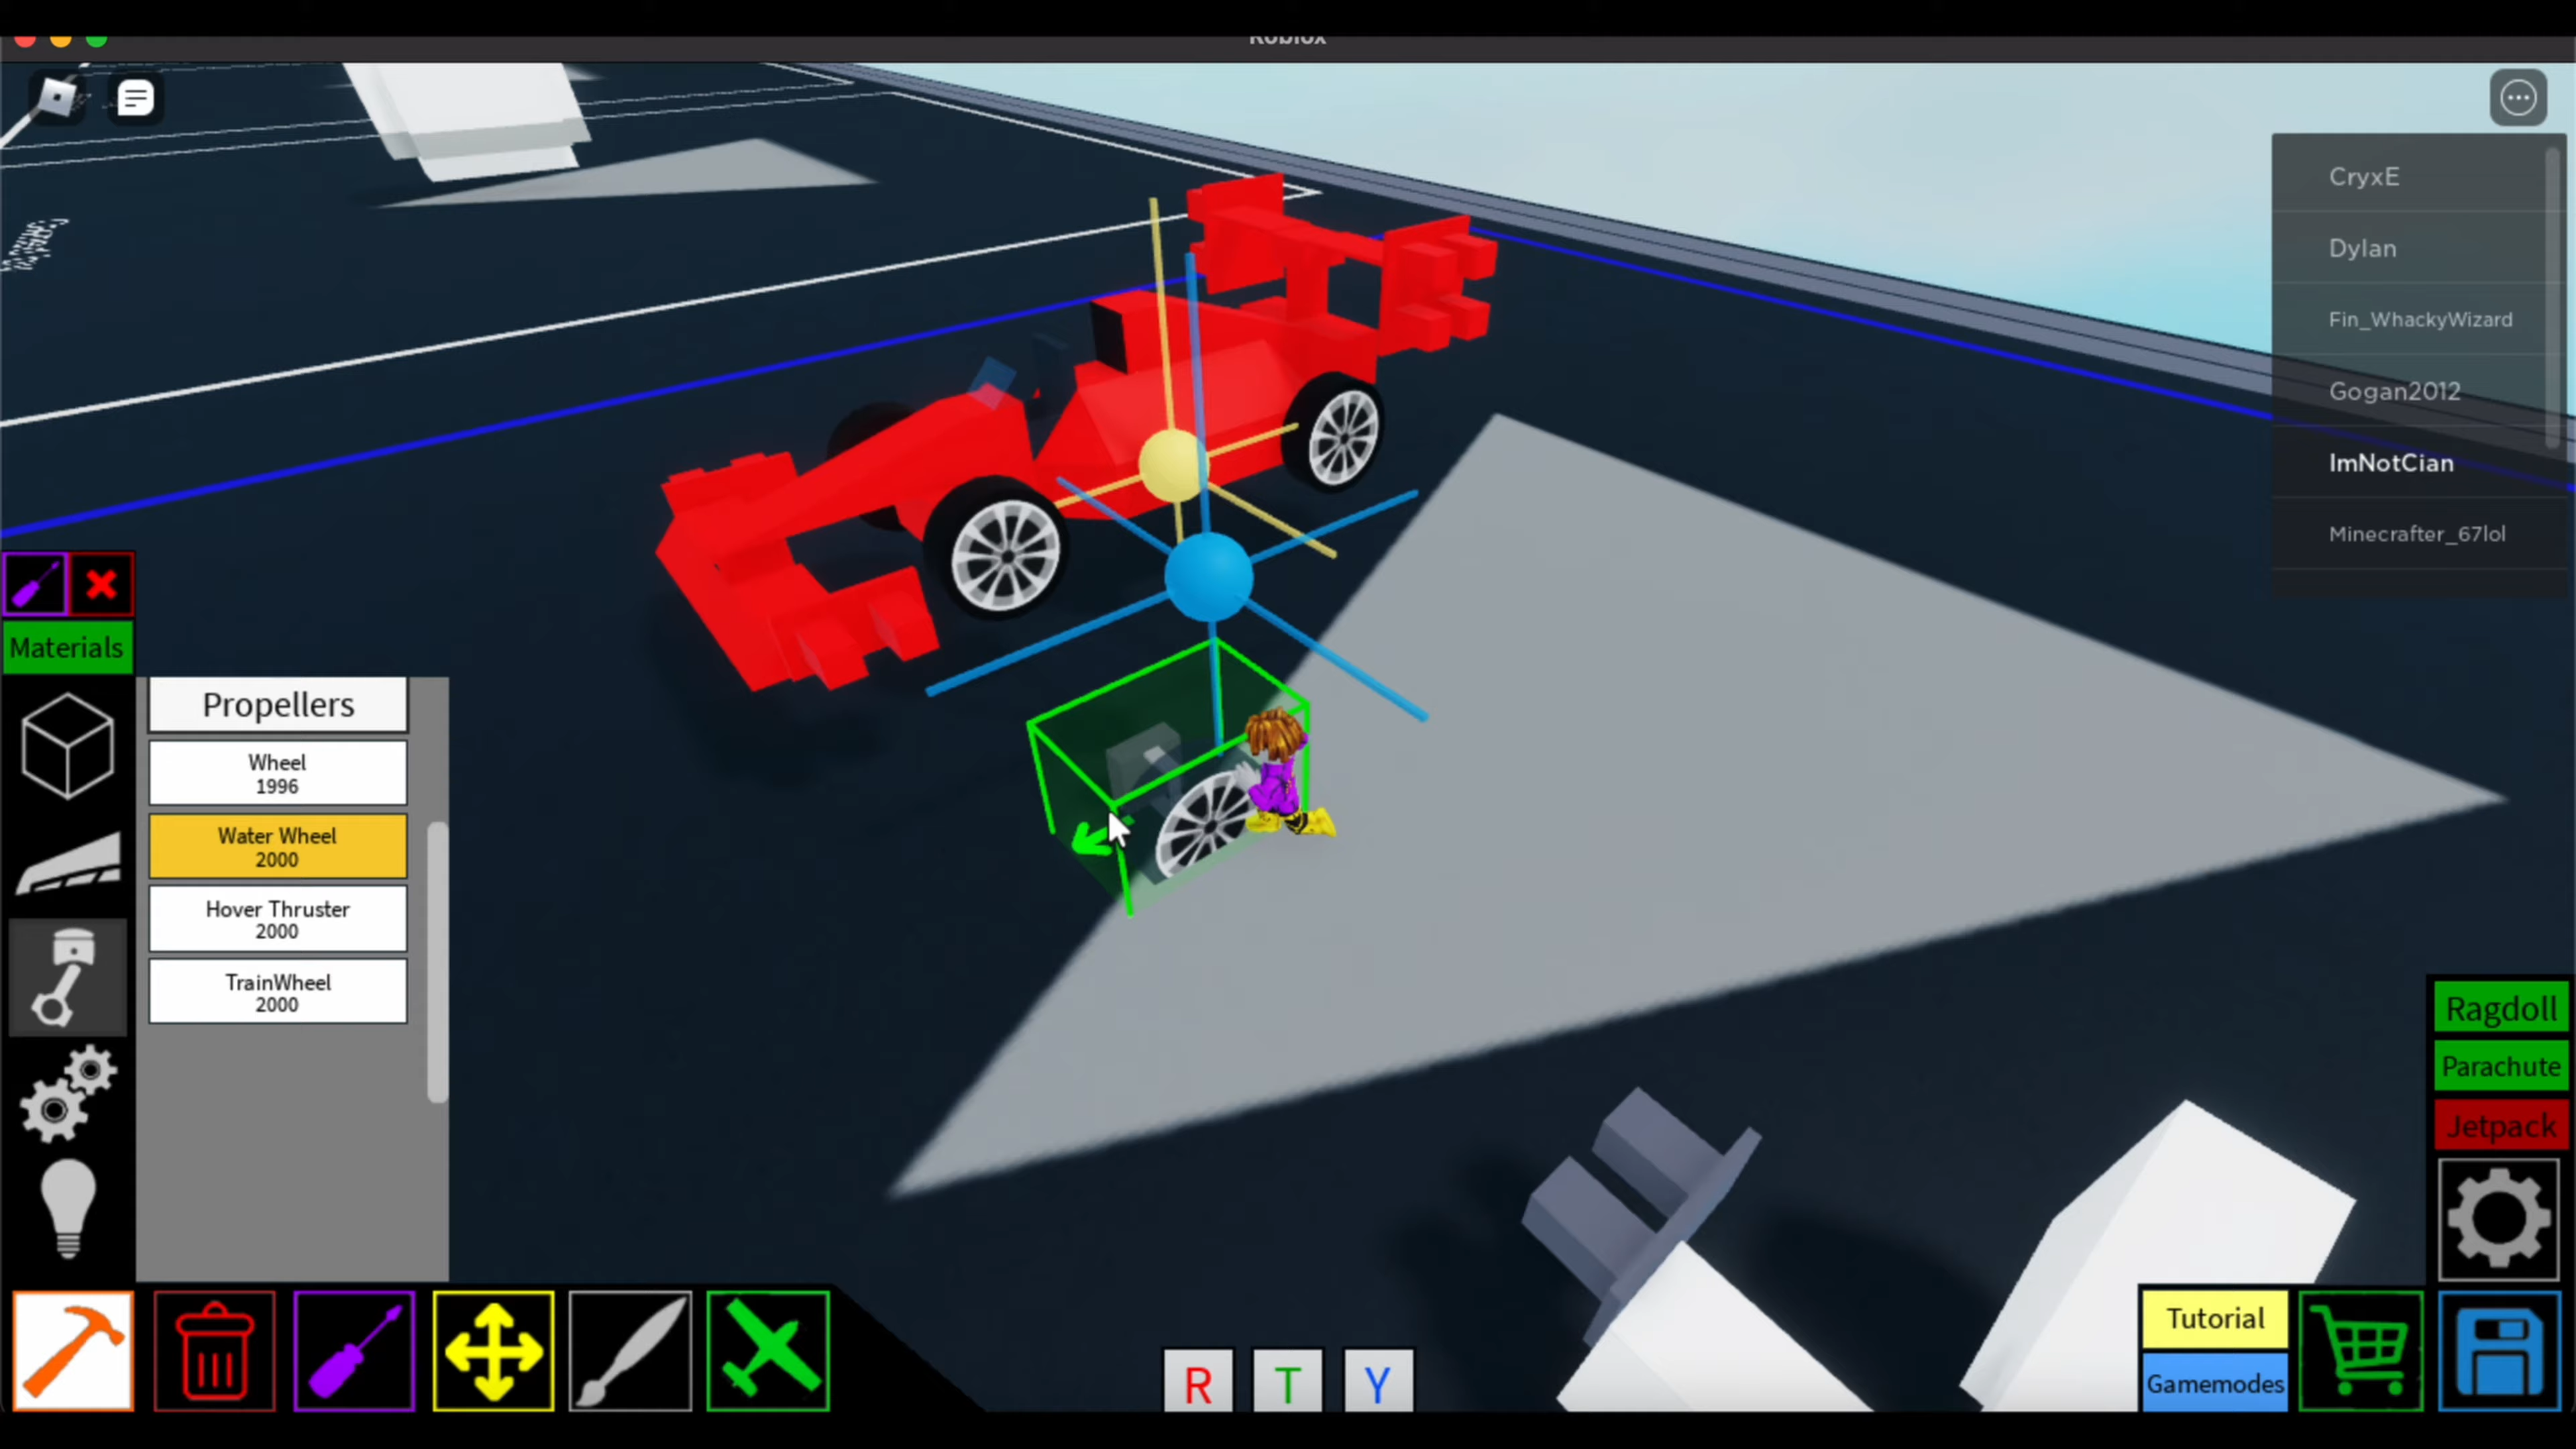 Roblox
CryxE
Dylan
Fin_WhackyWizard
Gogan2012
ImNotCian
Minecrafter_67lol
Materials
Propellers
Wheel
1996
Water Wheel
2000
Hover Thruster
2000
TrainWheel
2000
Ragdoll
Parachute
Jetpack
Tutorial
Gamemodes
R T Y